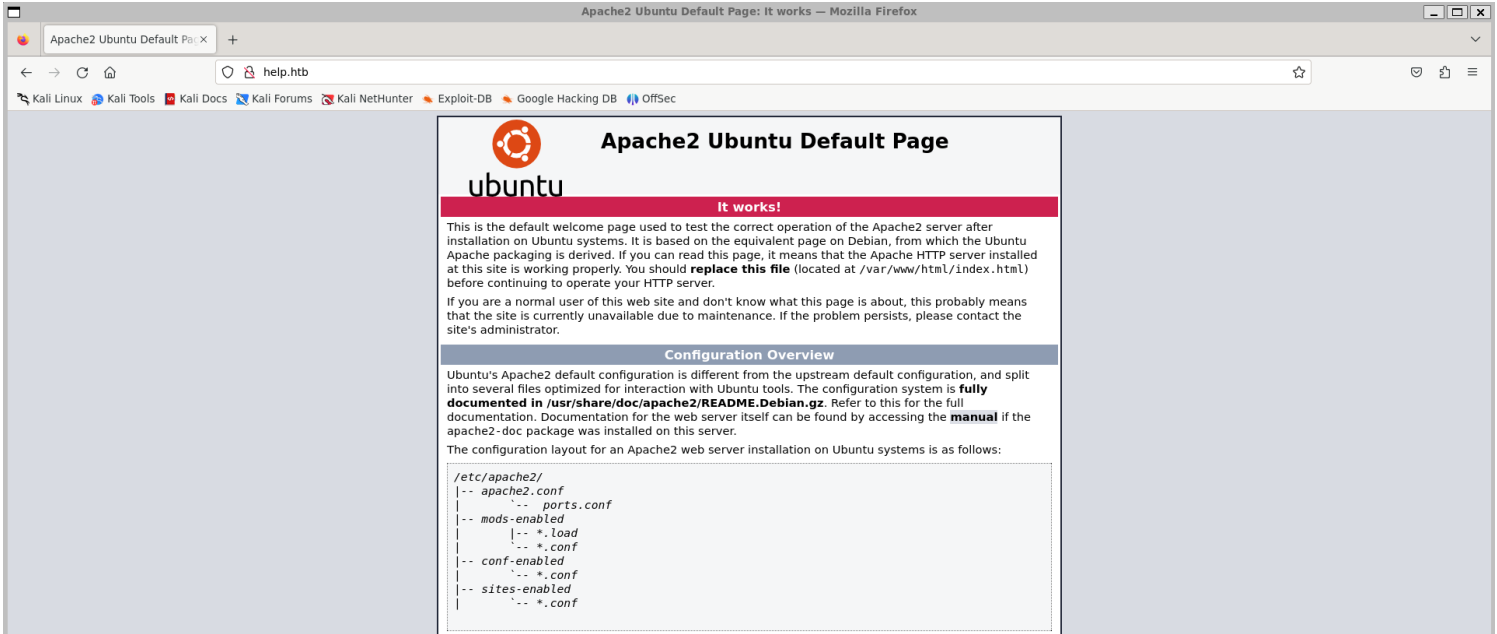 Apache2 Ubuntu Default Page: It works — Mozilla Firefox
Apache2 Ubuntu Default Pag
help.htb
Kali Linux Kali Tools Kali Docs Kali Forums Kali NetHunter Exploit-DB Google Hacking DB OffSec
ubuntu
Apache2 Ubuntu Default Page
It works!
This is the default welcome page used to test the correct operation of the Apache2 server after
installation on Ubuntu systems. It is based on the equivalent page on Debian, from which the Ubuntu
Apache packaging is derived. If you can read this page, it means that the Apache HTTP server installed
at this site is working properly. You should replace this file (located at /var/www/html/index.html)
before continuing to operate your HTTP server.
If you are a normal user of this web site and don't know what this page is about, this probably means
that the site is currently unavailable due to maintenance. If the problem persists, please contact the
site's administrator.
Configuration Overview
Ubuntu's Apache2 default configuration is different from the upstream default configuration, and split
into several files optimized for interaction with Ubuntu tools. The configuration system is fully
documented in /usr/share/doc/apache2/README.Debian.gz. Refer to this for the full
documentation. Documentation for the web server itself can be found by accessing the manual if the
apache2-doc package was installed on this server.
The configuration layout for an Apache2 web server installation on Ubuntu systems is as follows:
/etc/apache2/
|-- apache2.conf
|       `--  ports.conf
|-- mods-enabled
|       |-- *.load
|       `-- *.conf
|-- conf-enabled
|       `-- *.conf
|-- sites-enabled
|       `-- *.conf